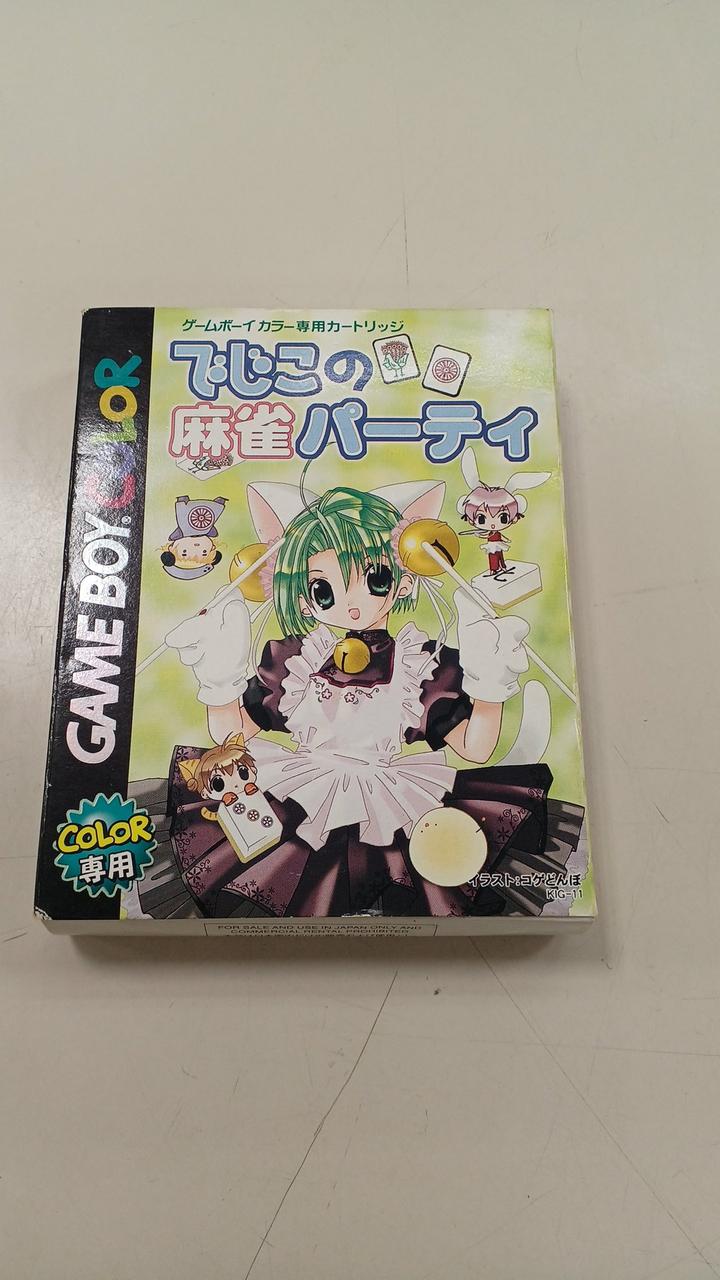 ゲームボーイカラー専用カートリッジ
でじこの
麻雀パーティ
GAME BOY COLOR
COLOR
専用
イラスト:コゲどんぼ
KIG-11
FOR SALE AND USE IN JAPAN ONLY AND
COMMERCIAL RENTAL PROHIBITED